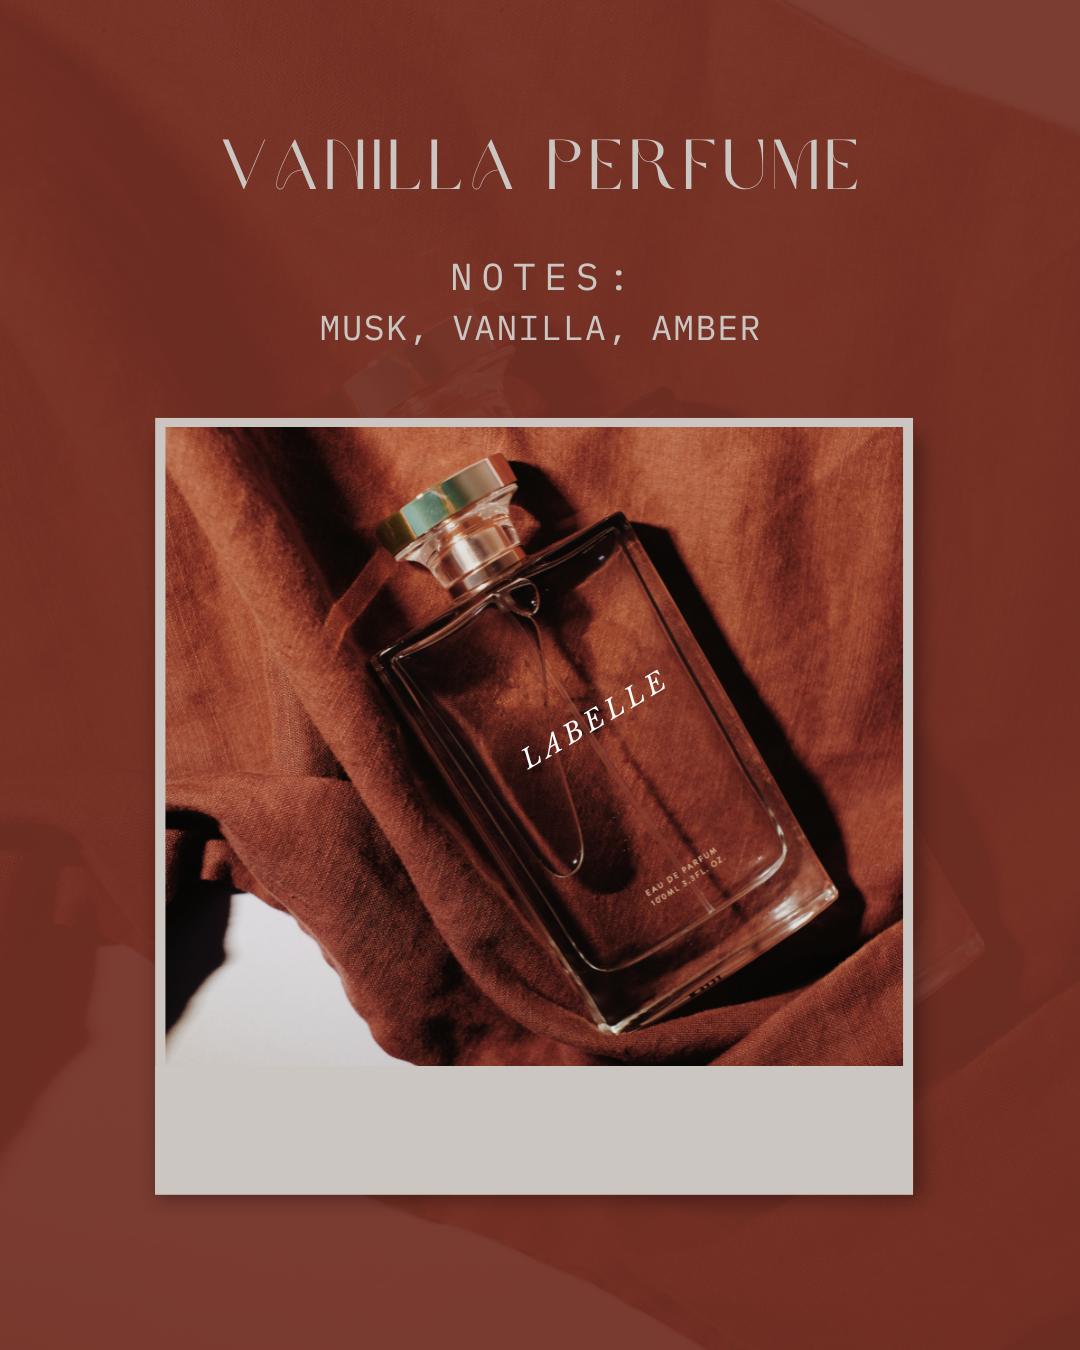 VANILLA PERFUME
NOTES:
MUSK, VANILLA, AMBER
LABELLE
EAU DE PARFUM
100ML 3.3FL. OZ.